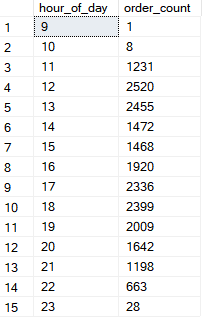 hour_of_day order_count
1 9 1
2 10 8
3 11 1231
4 12 2520
5 13 2455
6 14 1472
7 15 1468
8 16 1920
9 17 2336
10 18 2399
11 19 2009
12 20 1642
13 21 1198
14 22 663
15 23 28